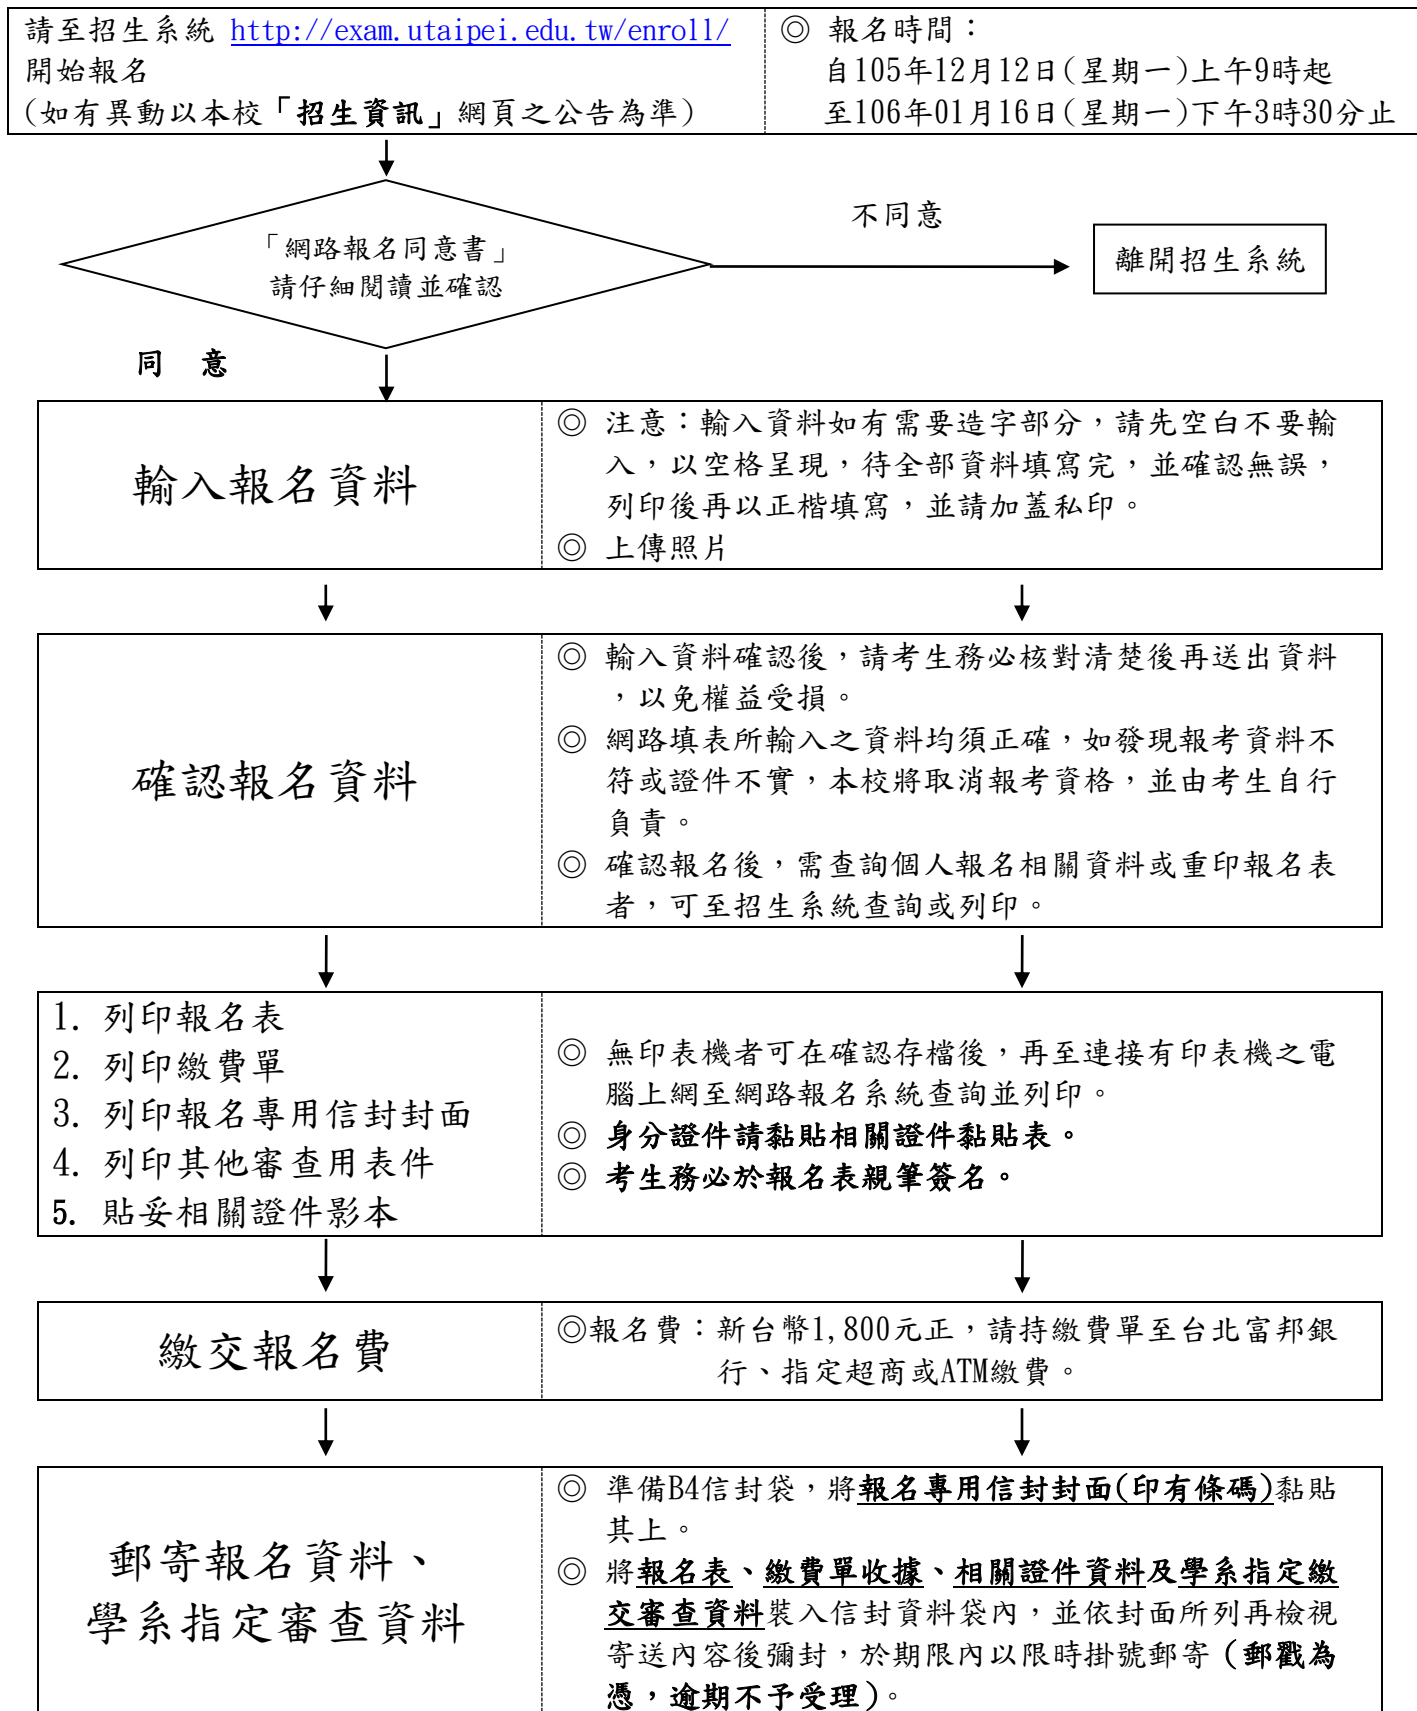 請至招生系統 http://exam.utaipei.edu.tw/enroll/
開始報名
(如有異動以本校「招生資訊」網頁之公告為準)
◎ 報名時間：
自105年12月12日(星期一)上午9時起
至106年01月16日(星期一)下午3時30分止
「網路報名同意書」
請仔細閱讀並確認
不同意
離開招生系統
同 意
輸入報名資料
◎ 注意：輸入資料如有需要造字部分，請先空白不要輸
入，以空格呈現，待全部資料填寫完，並確認無誤，
列印後再以正楷填寫，並請加蓋私印。
◎ 上傳照片
確認報名資料
◎ 輸入資料確認後，請考生務必核對清楚後再送出資料
，以免權益受損。
◎ 網路填表所輸入之資料均須正確，如發現報考資料不
符或證件不實，本校將取消報考資格，並由考生自行
負責。
◎ 確認報名後，需查詢個人報名相關資料或重印報名表
者，可至招生系統查詢或列印。
1. 列印報名表
2. 列印繳費單
3. 列印報名專用信封封面
4. 列印其他審查用表件
5. 貼妥相關證件影本
◎ 無印表機者可在確認存檔後，再至連接有印表機之電
腦上網至網路報名系統查詢並列印。
◎ 身分證件請黏貼相關證件黏貼表。
◎ 考生務必於報名表親筆簽名。
繳交報名費
◎報名費：新台幣1,800元正，請持繳費單至台北富邦銀
行、指定超商或ATM繳費。
郵寄報名資料、
學系指定審查資料
◎ 準備B4信封袋，將報名專用信封封面(印有條碼)黏貼
其上。
◎ 將報名表、繳費單收據、相關證件資料及學系指定繳
交審查資料裝入信封資料袋內，並依封面所列再檢視
寄送內容後彌封，於期限內以限時掛號郵寄(郵戳為
憑，逾期不予受理)。